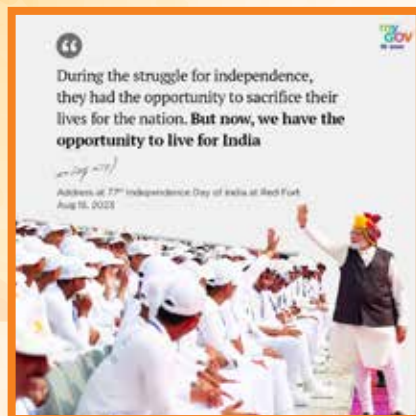 my
GOV
During the struggle for independence,
they had the opportunity to sacrifice their
lives for the nation. But now, we have the
opportunity to live for India
Address at 77th Independence Day of India at Red Fort
Aug 15, 2023